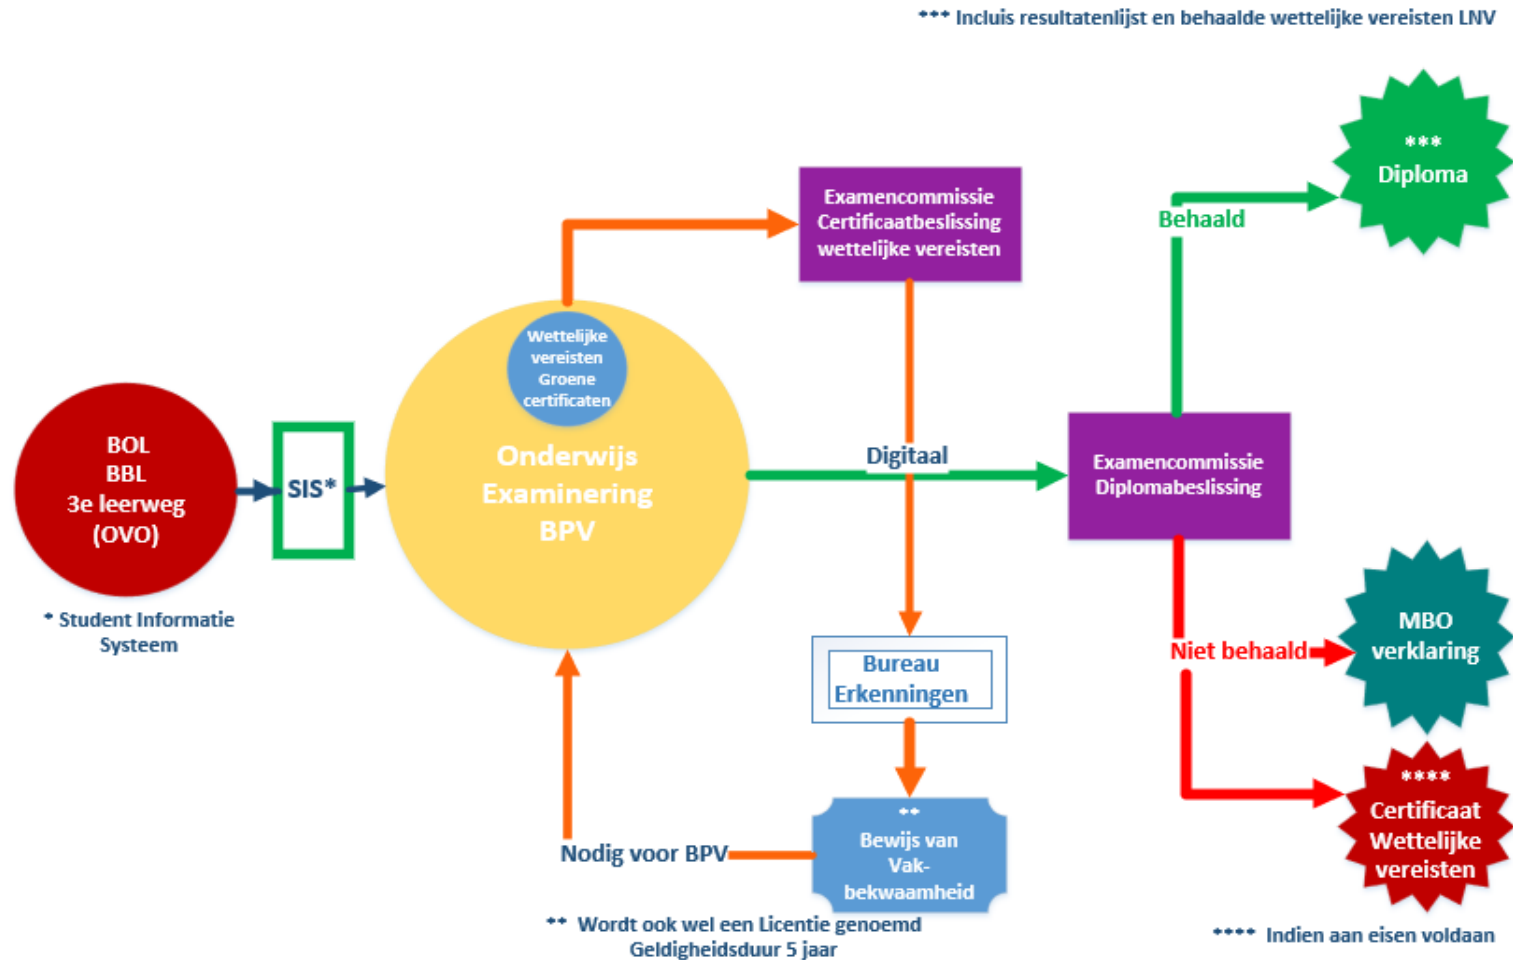 *** Incluis resultatenlijst en behaalde wettelijke vereisten LNV
***
Diploma
Behaald
Examencommissie
Certificaatbeslissing
wettelijke vereisten
Wettelijke
vereisten
Groene
certificaten
Onderwijs
Examinering
BPV
BOL
BBL
3e leerweg
(OVO)
SIS*
* Student Informatie
Systeem
Digitaal
Examencommissie
Diplomabeslissing
MBO
verklaring
Niet behaald
Bureau
Erkenningen
****
Certificaat
Wettelijke
vereisten
**
Bewijs van
Vak-
bekwaamheid
Nodig voor BPV
** Wordt ook wel een Licentie genoemd
Geldigheidsduur 5 jaar
**** Indien aan eisen voldaan